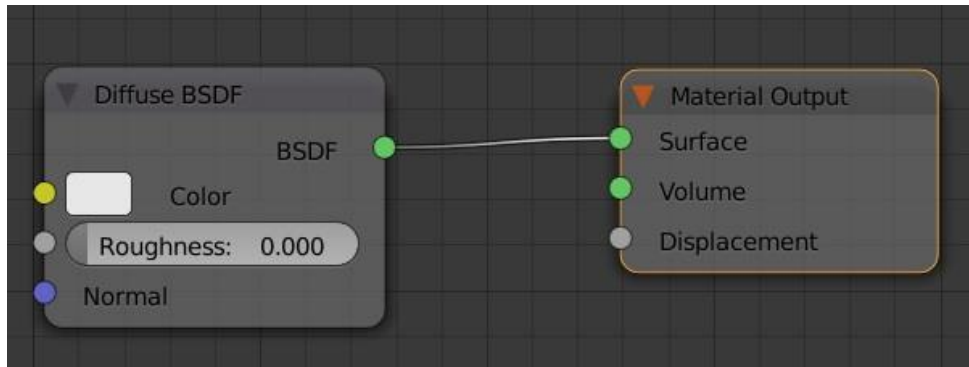 Diffuse BSDF
BSDF
Color
Roughness: 0.000
Normal
Material Output
Surface
Volume
Displacement